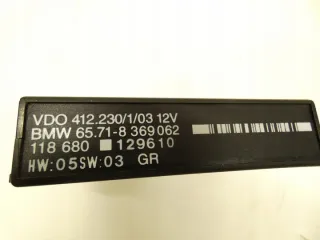 VDO 412.230/1/03 12V
BMW 65.71-8 369 062
118 680 ■129610
HW:05SW:03 GR